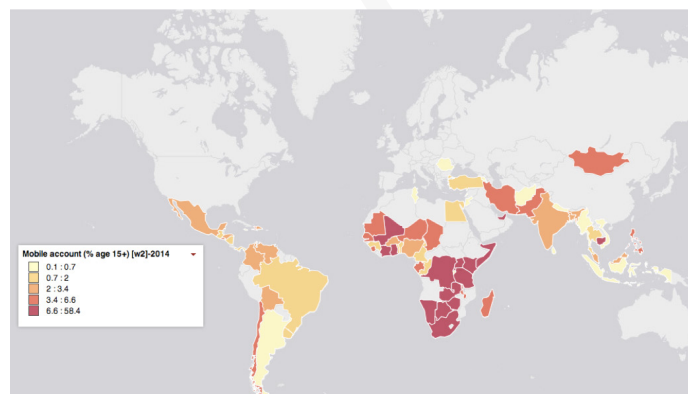 Mobile account (% age 15+) [w2]-2014
0.1 : 0.7
0.7 : 2
2 : 3.4
3.4 : 6.6
6.6 : 58.4